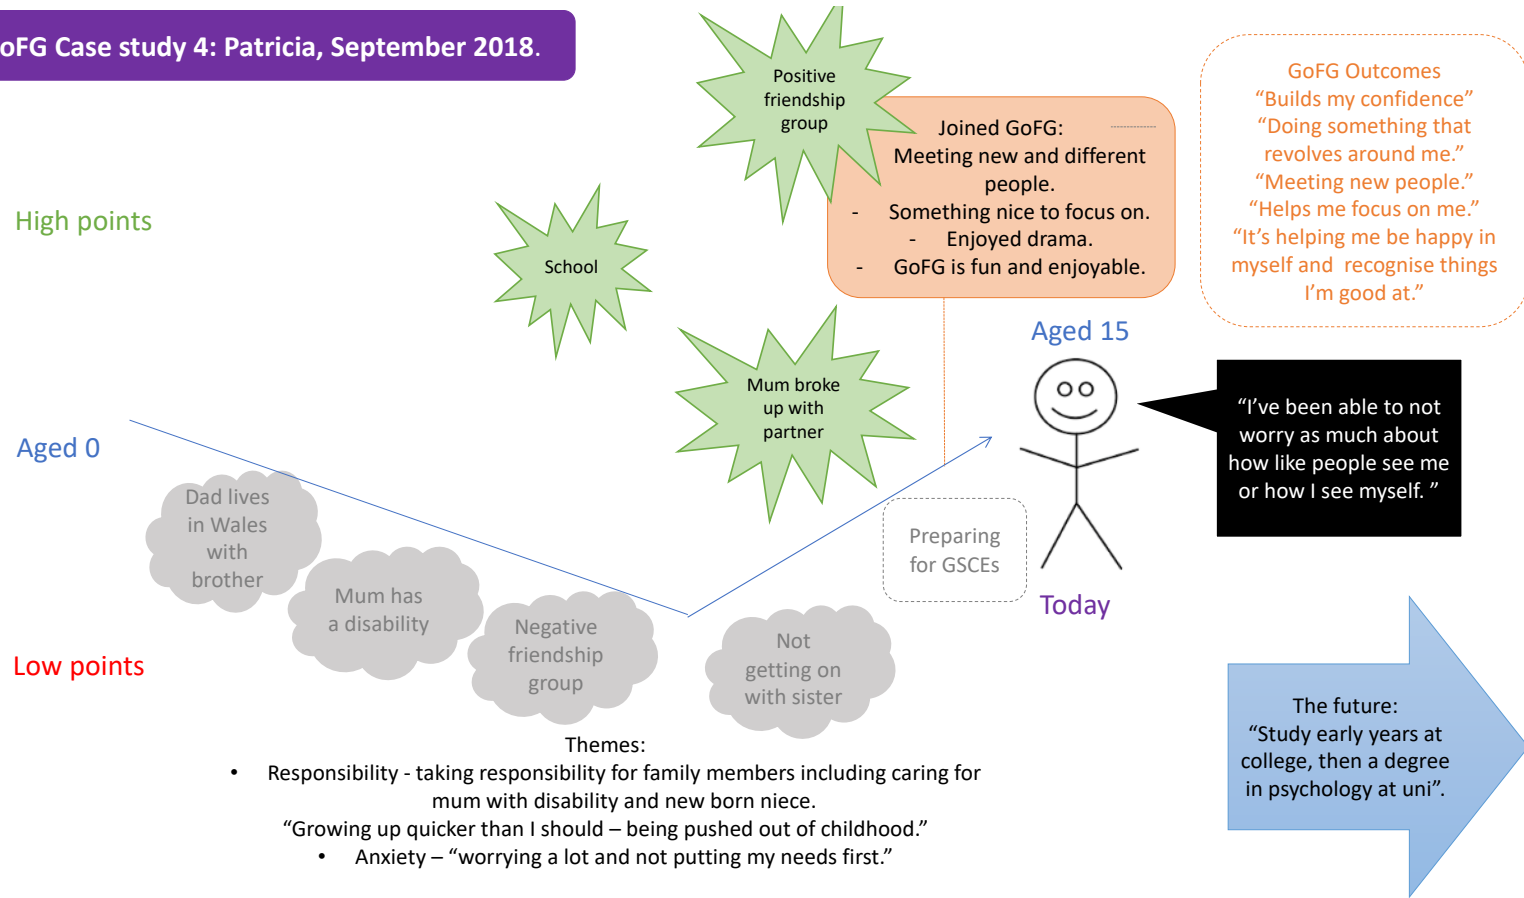 oFG Case study 4: Patricia, September 2018.
Positive
friendship
group
Joined GoFG:
Meeting new and different
people.
- Something nice to focus on.
- Enjoyed drama.
- GoFG is fun and enjoyable.
GoFG Outcomes
“Builds my confidence”
“Doing something that
revolves around me.”
“Meeting new people.”
“Helps me focus on me.”
“It’s helping me be happy in
myself and recognise things
I’m good at.”
High points
School
Aged 15
Mum broke
up with
partner
“I’ve been able to not
worry as much about
how like people see me
or how I see myself. ”
Aged 0
Dad lives
in Wales
with
brother
Mum has
a disability
Negative
friendship
group
Not
getting on
with sister
Preparing
for GSCEs
Today
Low points
The future:
“Study early years at
college, then a degree
in psychology at uni”.
Themes:
• Responsibility - taking responsibility for family members including caring for
mum with disability and new born niece.
“Growing up quicker than I should – being pushed out of childhood.”
• Anxiety – “worrying a lot and not putting my needs first.”